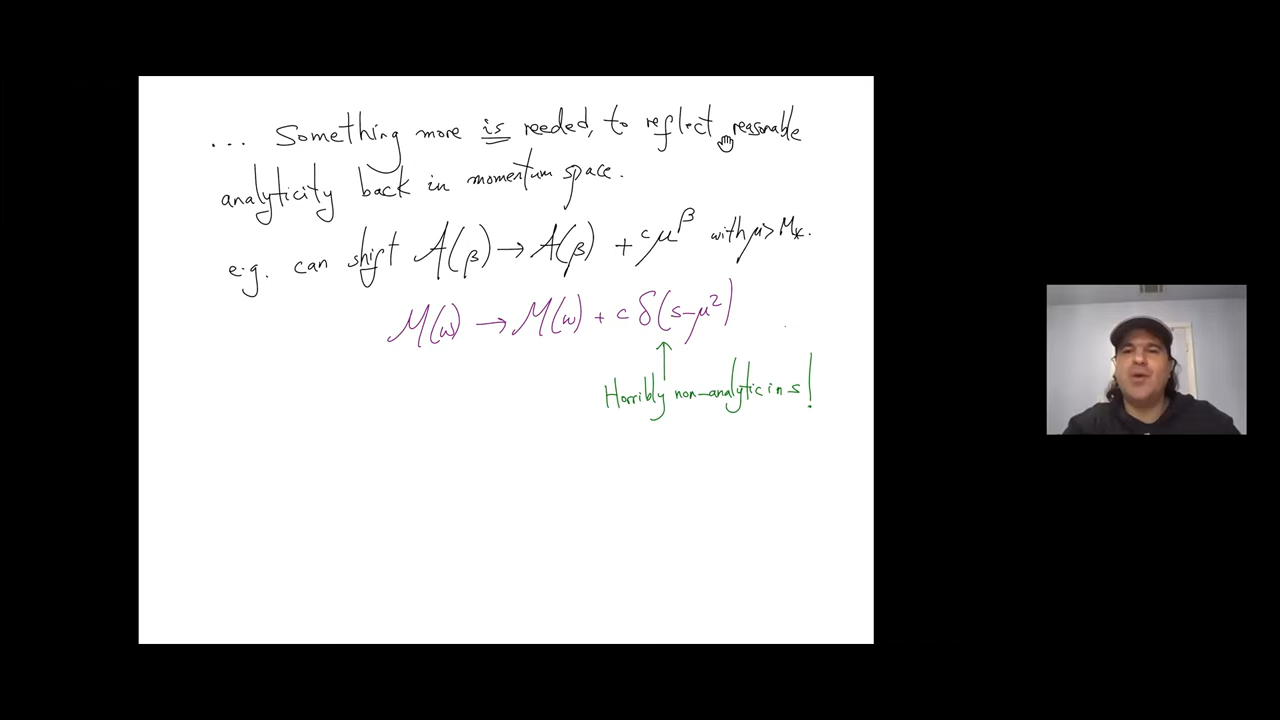 ... Something more is needed, to reflect reasonable
analyticity back in momentum space.
e.g. can shift A(β) → A(β) + cμ^β with μ > M*.
M(ω) → M(ω) + c δ(s-μ²)
↑
Horribly non-analytic in s!